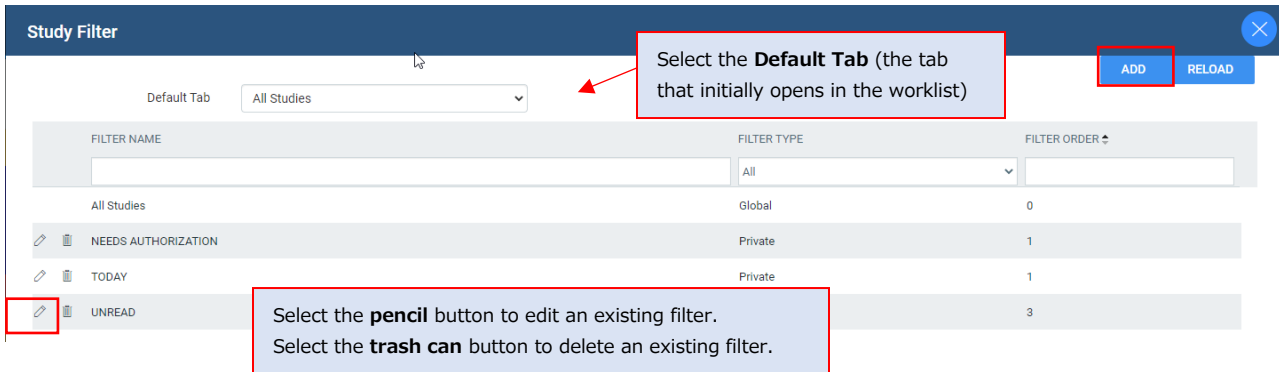 Study Filter
Select the Default Tab (the tab
that initially opens in the worklist)
ADD RELOAD
Default Tab All Studies
FILTER NAME FILTER TYPE FILTER ORDER
All
All Studies Global 0
NEEDS AUTHORIZATION Private 1
TODAY Private 1
UNREAD 3
Select the pencil button to edit an existing filter.
Select the trash can button to delete an existing filter.